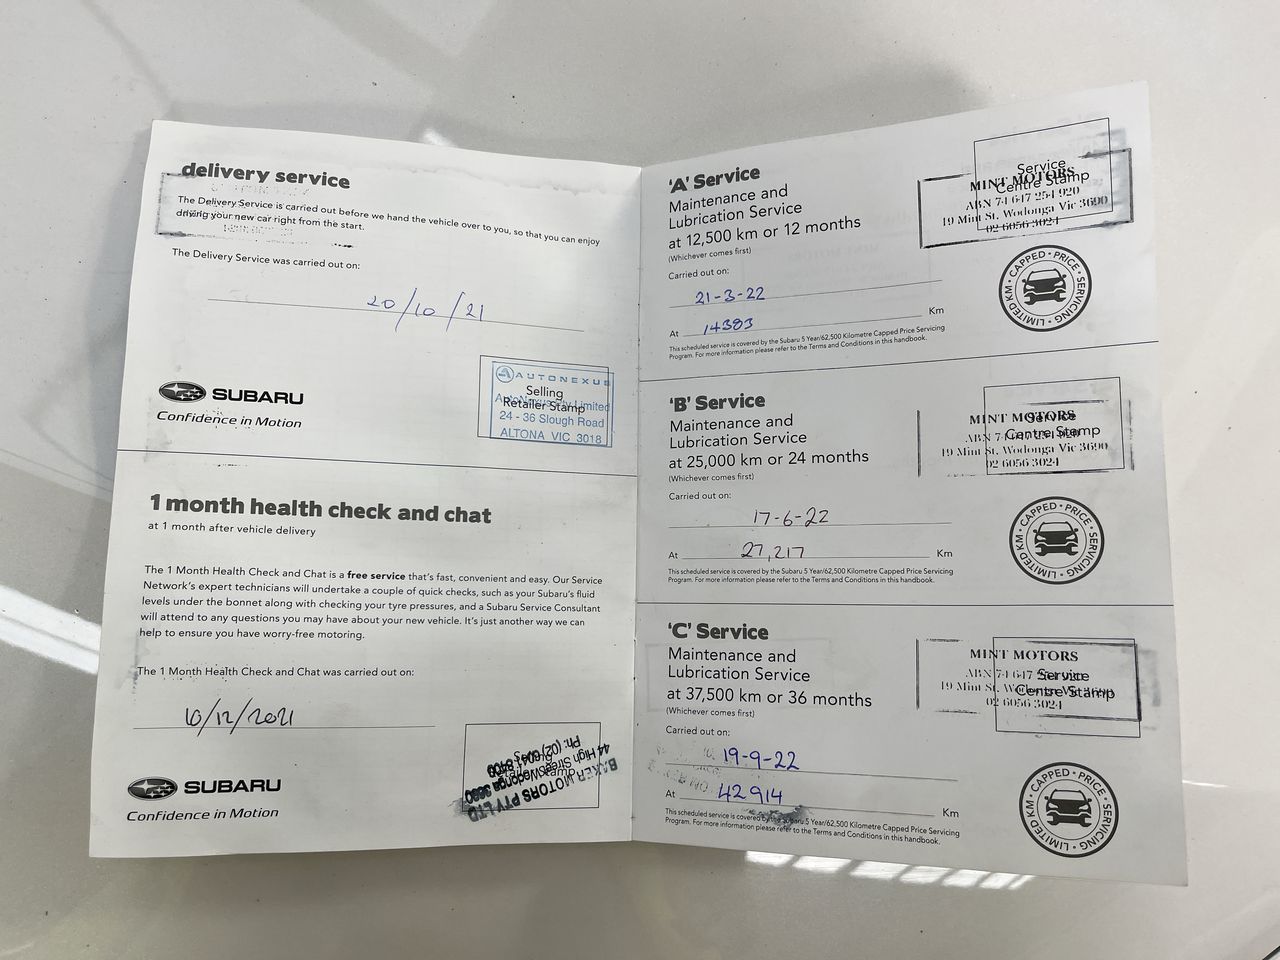 delivery service
The Delivery Service is carried out before we hand the vehicle over to you, so that you can enjoy
driving your new car right from the start.
The Delivery Service was carried out on:
20/10/21
SUBARU
Confidence in Motion
AUTONEXUS
Selling
Retailer Stamp
AutoNexus Pty Limited
24 - 36 Slough Road
ALTONA VIC 3018
1 month health check and chat
at 1 month after vehicle delivery
The 1 Month Health Check and Chat is a free service that's fast, convenient and easy. Our Service
Network's expert technicians will undertake a couple of quick checks, such as your Subaru's fluid
levels under the bonnet along with checking your tyre pressures, and a Subaru Service Consultant
will attend to any questions you may have about your new vehicle. It's just another way we can
help to ensure you have worry-free motoring.
The 1 Month Health Check and Chat was carried out on:
10/12/2021
SUBARU
Confidence in Motion
BAKER MOTORS PTY LTD
44 High Street Wodonga 3690
'A' Service
Maintenance and
Lubrication Service
at 12,500 km or 12 months
(Whichever comes first)
Carried out on:
21-3-22
At 14383 Km
This scheduled service is covered by the Subaru 5 Year/62,500 Kilometre Capped Price Servicing
Program. For more information please refer to the Terms and Conditions in this handbook.
Service
Centre Stamp
MINT MOTORS
ABN 74 647 254 920
19 Mint St. Wodonga Vic 3690
02 6056 3024
CAPPED • PRICE • SERVICING • LIMITED KM •
'B' Service
Maintenance and
Lubrication Service
at 25,000 km or 24 months
(Whichever comes first)
Carried out on:
17-6-22
At 27,217 Km
This scheduled service is covered by the Subaru 5 Year/62,500 Kilometre Capped Price Servicing
Program. For more information please refer to the Terms and Conditions in this handbook.
Service
Centre Stamp
MINT MOTORS
19 Mint St. Wodonga Vic 3690
02 6056 3024
CAPPED • PRICE • SERVICING • LIMITED KM •
'C' Service
Maintenance and
Lubrication Service
at 37,500 km or 36 months
(Whichever comes first)
Carried out on:
19-9-22
At 42914 Km
This scheduled service is covered by the Subaru 5 Year/62,500 Kilometre Capped Price Servicing
Program. For more information please refer to the Terms and Conditions in this handbook.
Service
Centre Stamp
MINT MOTORS
02 6056 3024
CAPPED • PRICE • SERVICING • LIMITED KM •